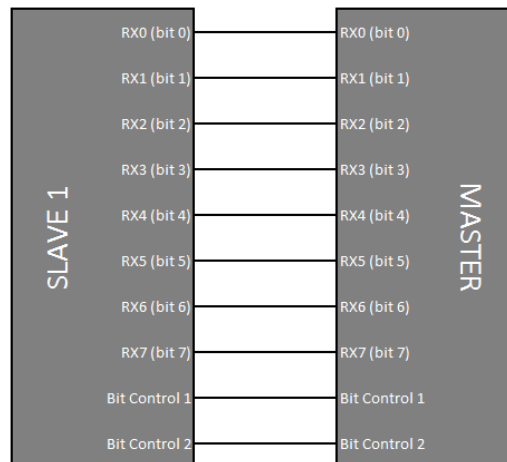 SLAVE 1
RX0 (bit 0)
RX1 (bit 1)
RX2 (bit 2)
RX3 (bit 3)
RX4 (bit 4)
RX5 (bit 5)
RX6 (bit 6)
RX7 (bit 7)
Bit Control 1
Bit Control 2
RX0 (bit 0)
RX1 (bit 1)
RX2 (bit 2)
RX3 (bit 3)
RX4 (bit 4)
RX5 (bit 5)
RX6 (bit 6)
RX7 (bit 7)
Bit Control 1
Bit Control 2
MASTER